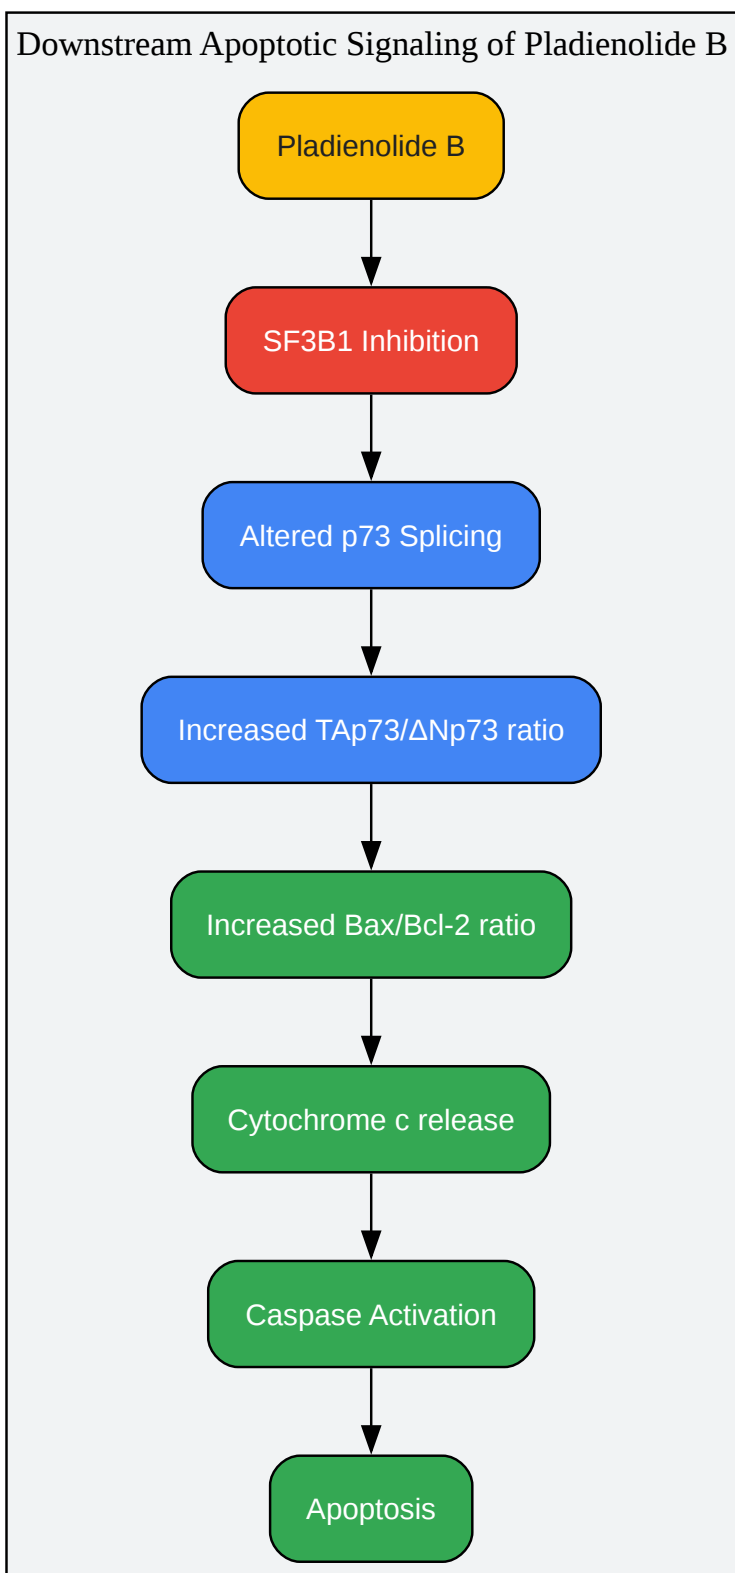 Downstream Apoptotic Signaling of Pladienolide B
Pladienolide B
SF3B1 Inhibition
Altered p73 Splicing
Increased TAp73/ΔNp73 ratio
Increased Bax/Bcl-2 ratio
Cytochrome c release
Caspase Activation
Apoptosis